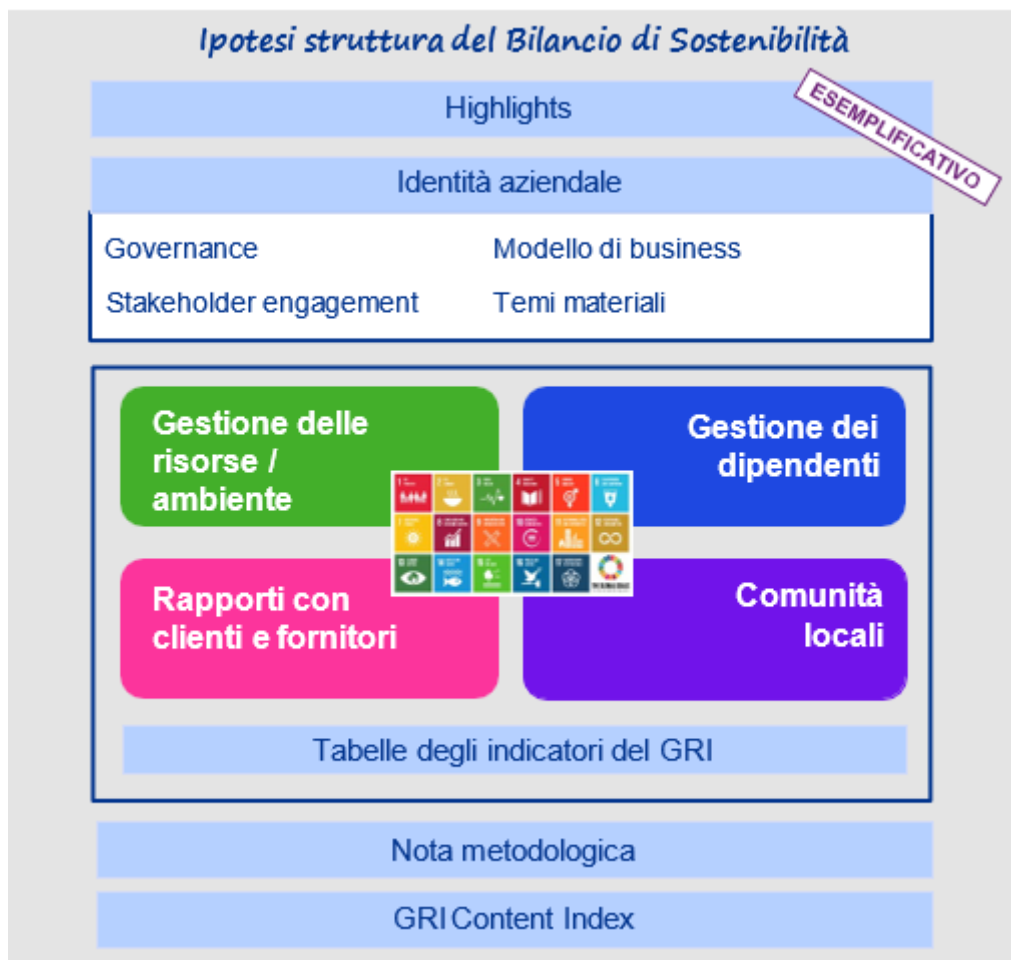 Ipotesi struttura del Bilancio di Sostenibilità
Highlights
ESEMPLIFICATIVO
Identità aziendale
Governance
Modello di business
Stakeholder engagement
Temi materiali
Gestione delle
risorse /
ambiente
Gestione dei
dipendenti
Rapporti con
clienti e fornitori
Comunità
locali
Tabelle degli indicatori del GRI
Nota metodologica
GRI Content Index